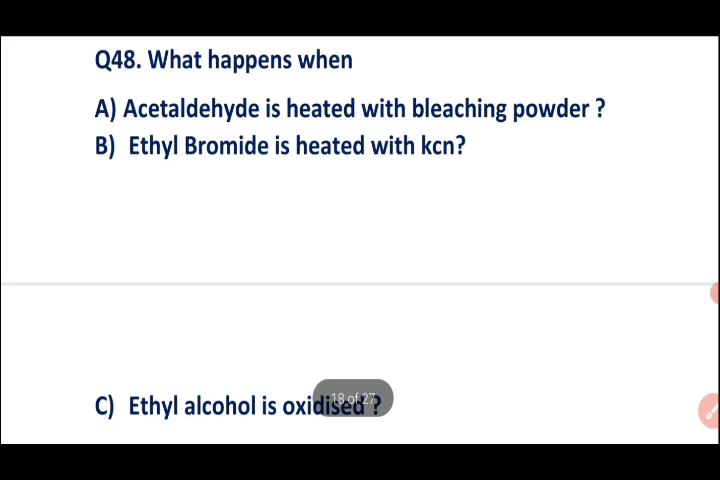 Q48. What happens when
A) Acetaldehyde is heated with bleaching powder ?
B) Ethyl Bromide is heated with kcn?
C) Ethyl alcohol is oxidised ?
18 of 27